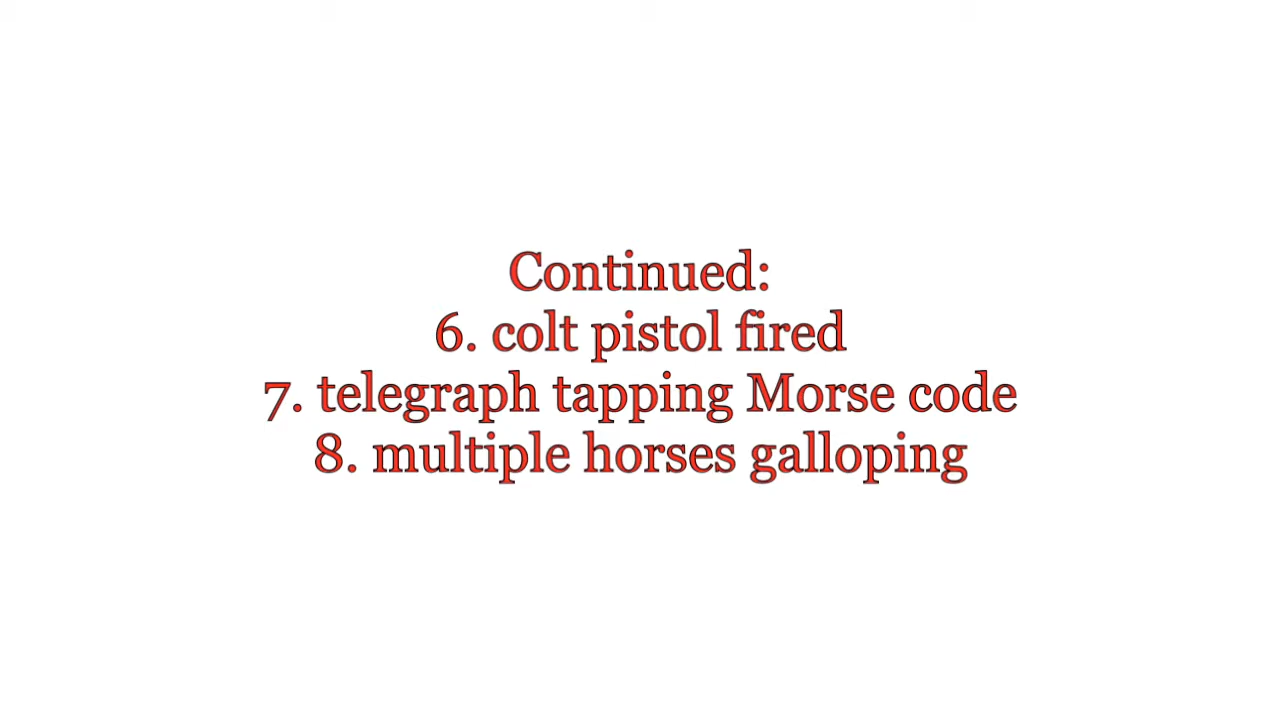 Continued:
6. colt pistol fired
7. telegraph tapping Morse code
8. multiple horses galloping